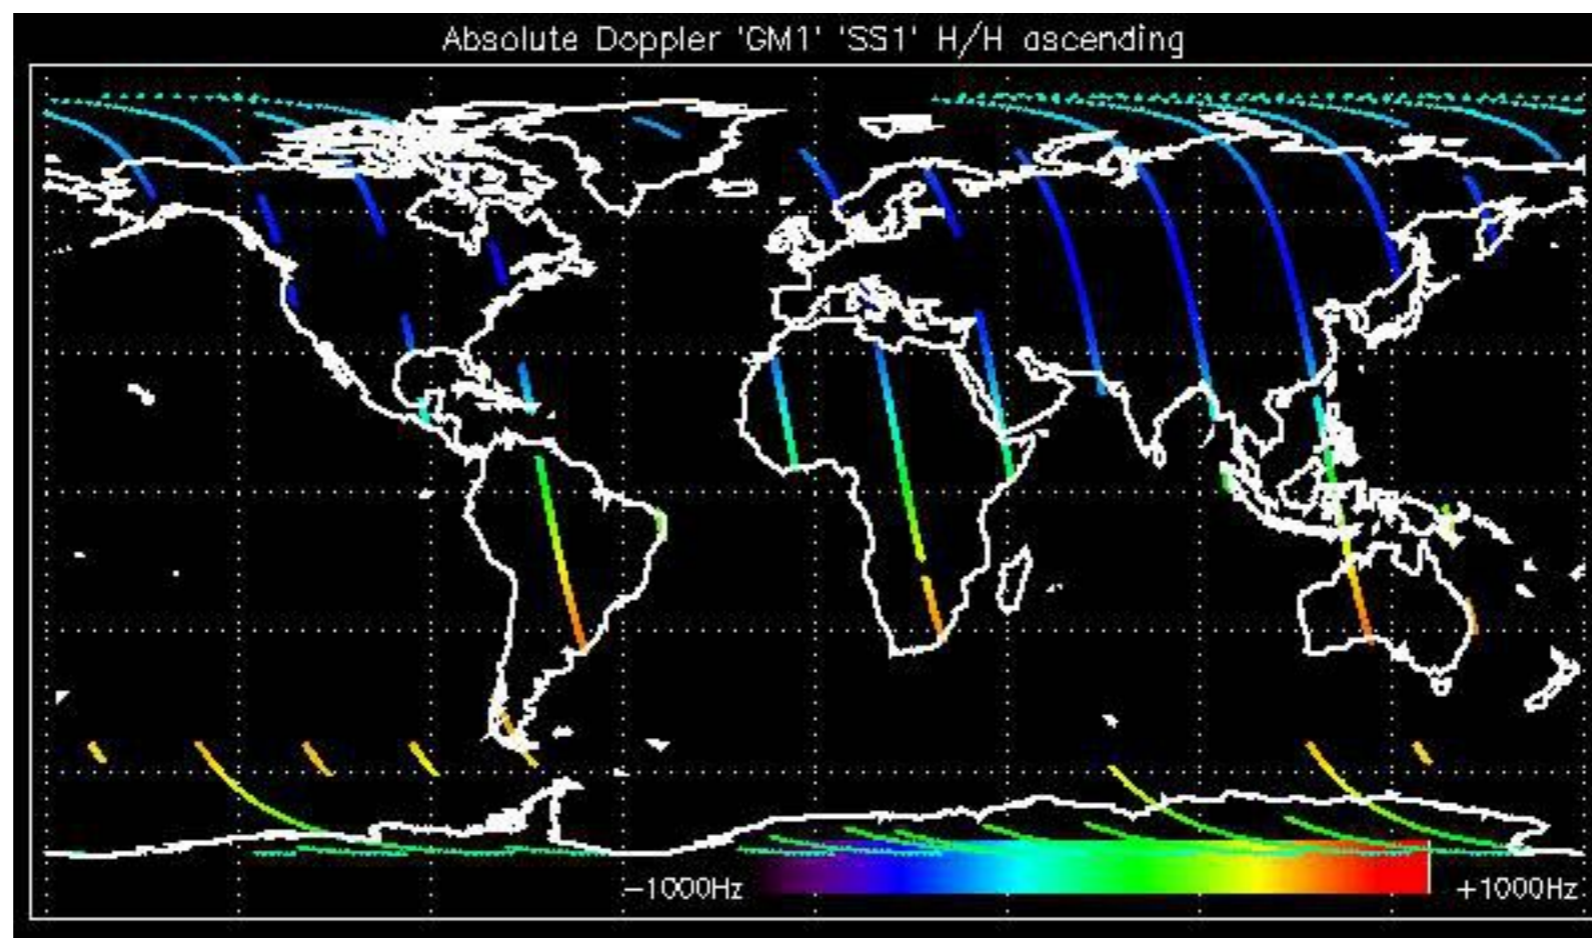 Absolute Doppler 'GM1' 'SS1' H/H ascending
-1000Hz +1000Hz